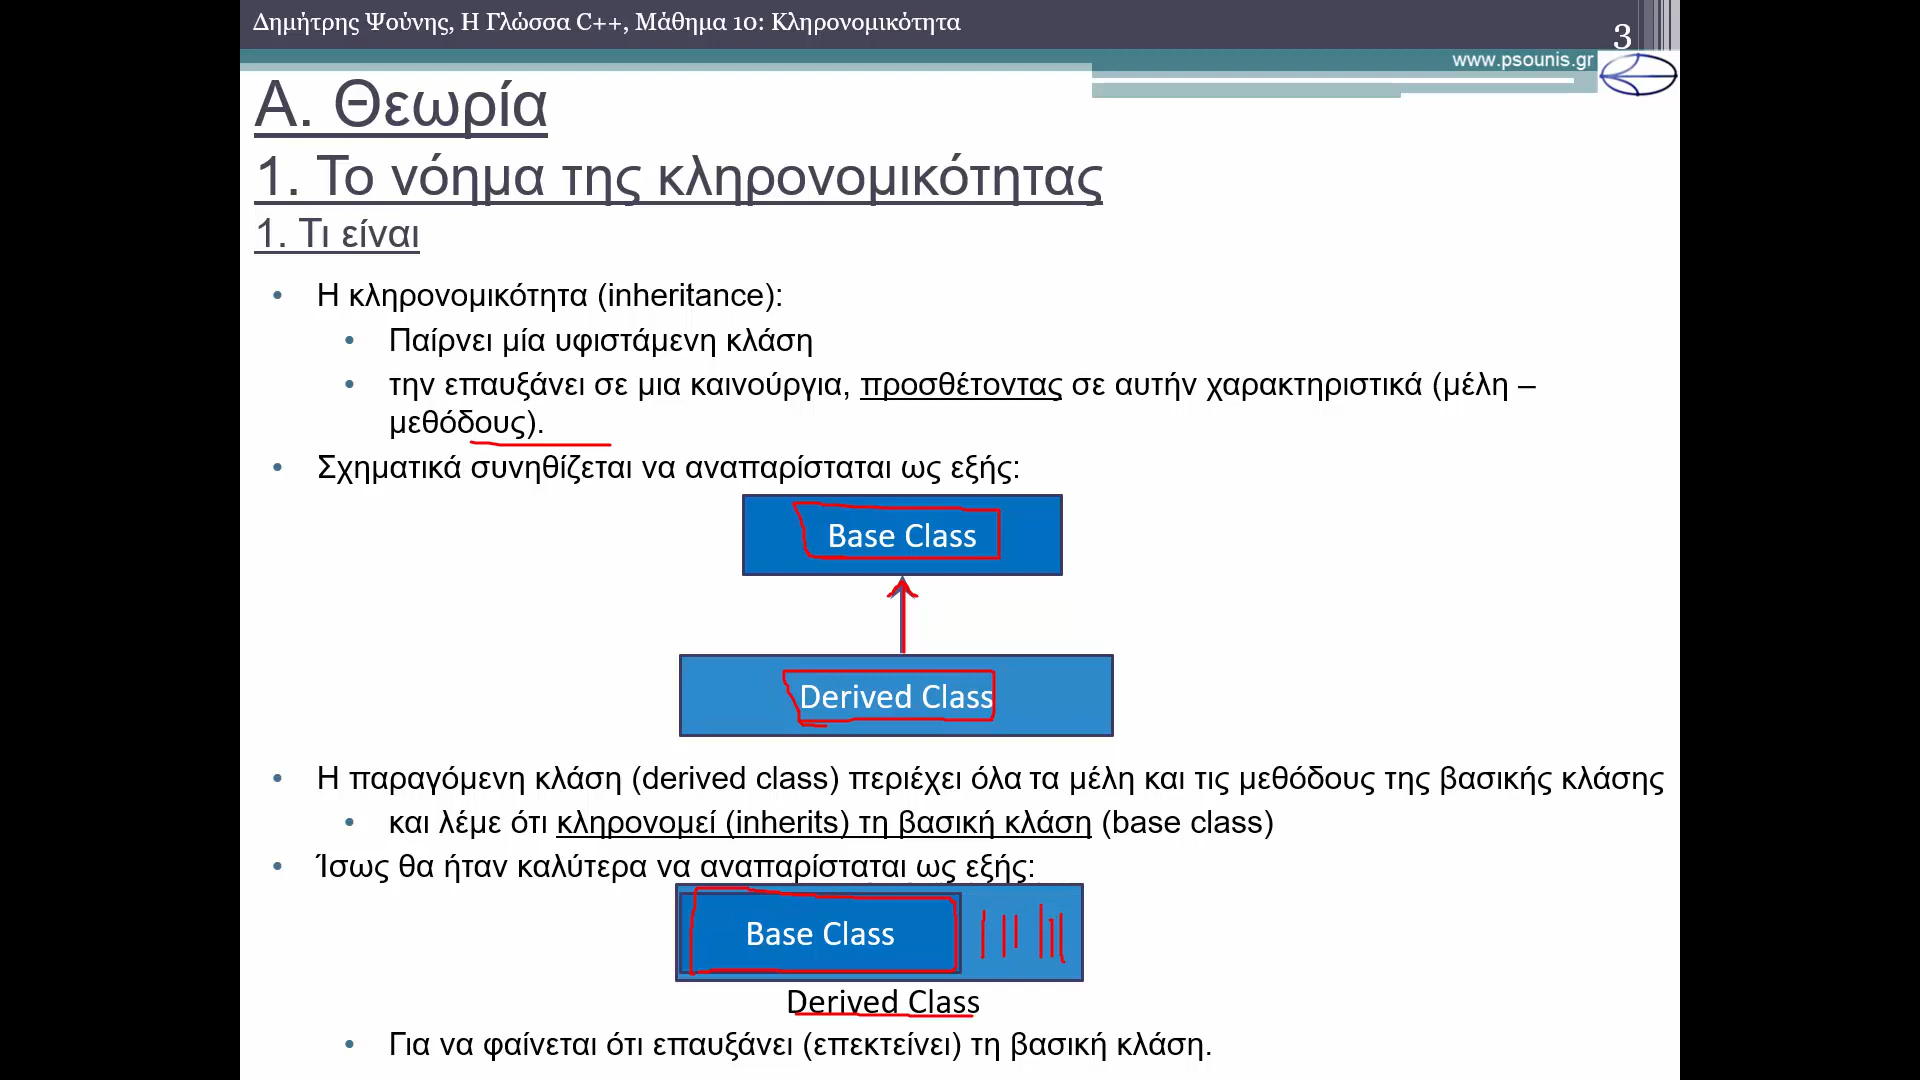 Δημήτρης Ψούνης, Η Γλώσσα C++, Μάθημα 10: Κληρονομικότητα
3
www.psounis.gr
Α. Θεωρία
1. Το νόημα της κληρονομικότητας
1. Τι είναι
• Η κληρονομικότητα (inheritance):
• Παίρνει μία υφιστάμενη κλάση
• την επαυξάνει σε μια καινούργια, προσθέτοντας σε αυτήν χαρακτηριστικά (μέλη –
μεθόδους).
• Σχηματικά συνηθίζεται να αναπαρίσταται ως εξής:
Base Class
Derived Class
• Η παραγόμενη κλάση (derived class) περιέχει όλα τα μέλη και τις μεθόδους της βασικής κλάσης
• και λέμε ότι κληρονομεί (inherits) τη βασική κλάση (base class)
• Ίσως θα ήταν καλύτερα να αναπαρίσταται ως εξής:
Base Class
Derived Class
• Για να φαίνεται ότι επαυξάνει (επεκτείνει) τη βασική κλάση.